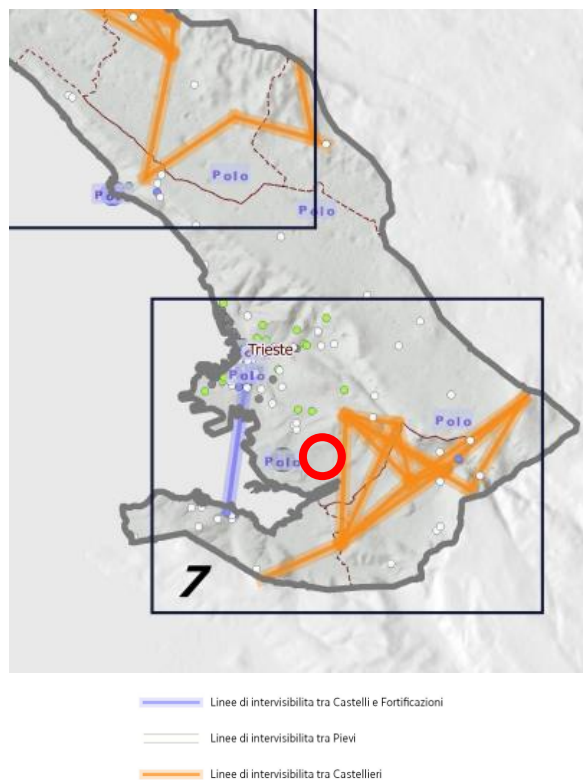 Polo
Polo
Polo
Trieste
Polo
Polo
Polo
7
Linee di intervisibilita tra Castelli e Fortificazioni
Linee di intervisibilita tra Pievi
Linee di intervisibilita tra Castellieri